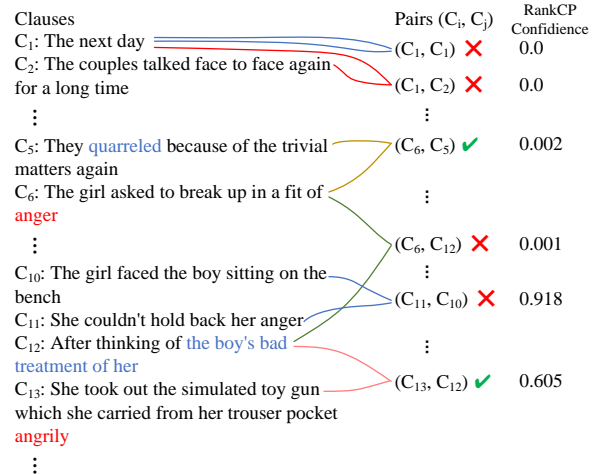 Clauses
C₁: The next day
C₂: The couples talked face to face again
for a long time
⋮
C₅: They quarreled because of the trivial
matters again
C₆: The girl asked to break up in a fit of
anger
⋮
C₁₀: The girl faced the boy sitting on the
bench
C₁₁: She couldn't hold back her anger
C₁₂: After thinking of the boy's bad
treatment of her
C₁₃: She took out the simulated toy gun
which she carried from her trouser pocket
angrily
⋮
Pairs (Cᵢ, Cⱼ)
(C₁, C₁) ✕
(C₁, C₂) ✕
⋮
(C₆, C₅) ✓
⋮
(C₆, C₁₂) ✕
⋮
(C₁₁, C₁₀) ✕
⋮
(C₁₃, C₁₂) ✓
RankCP
Confidience
0.0
0.0
0.002
0.001
0.918
0.605